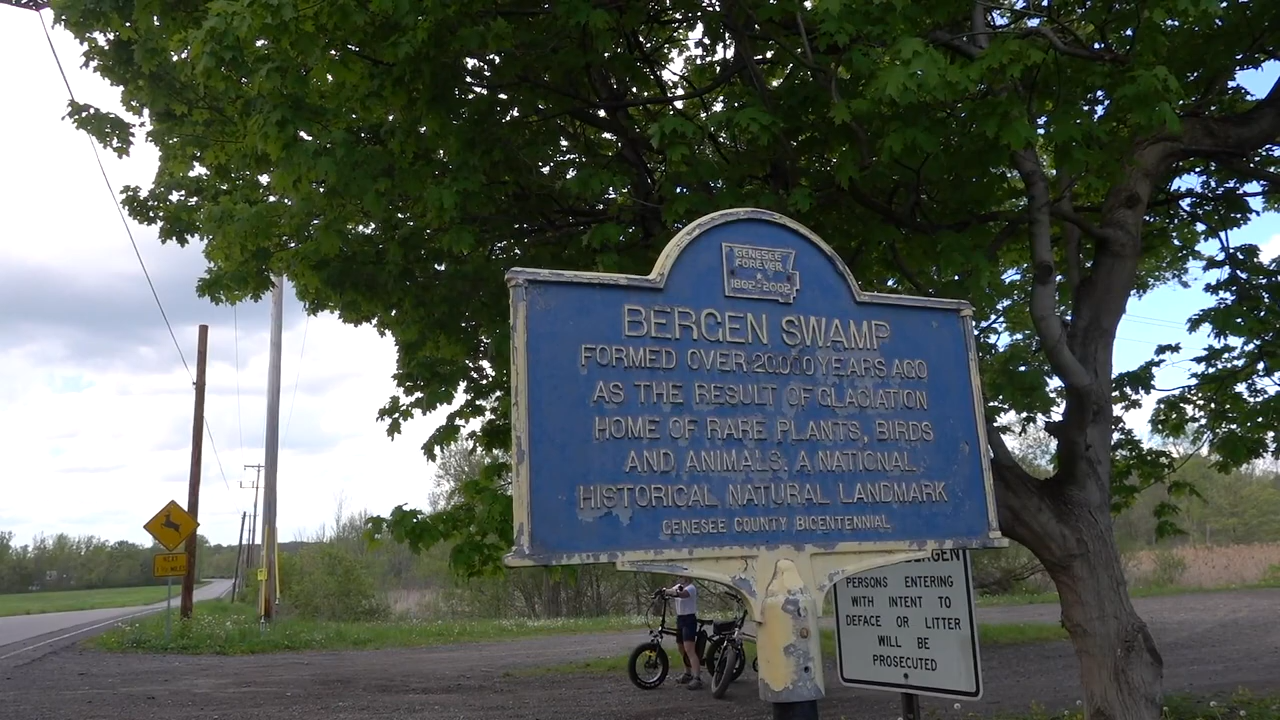 GENESEE
FOREVER
1802-2002
BERGEN SWAMP
FORMED OVER 20,000 YEARS AGO
AS THE RESULT OF GLACIATION
HOME OF RARE PLANTS, BIRDS
AND ANIMALS. A NATIONAL
HISTORICAL NATURAL LANDMARK
GENESEE COUNTY BICENTENNIAL
BERGEN
PERSONS ENTERING
WITH INTENT TO
DEFACE OR LITTER
WILL BE
PROSECUTED
NEXT
MILES